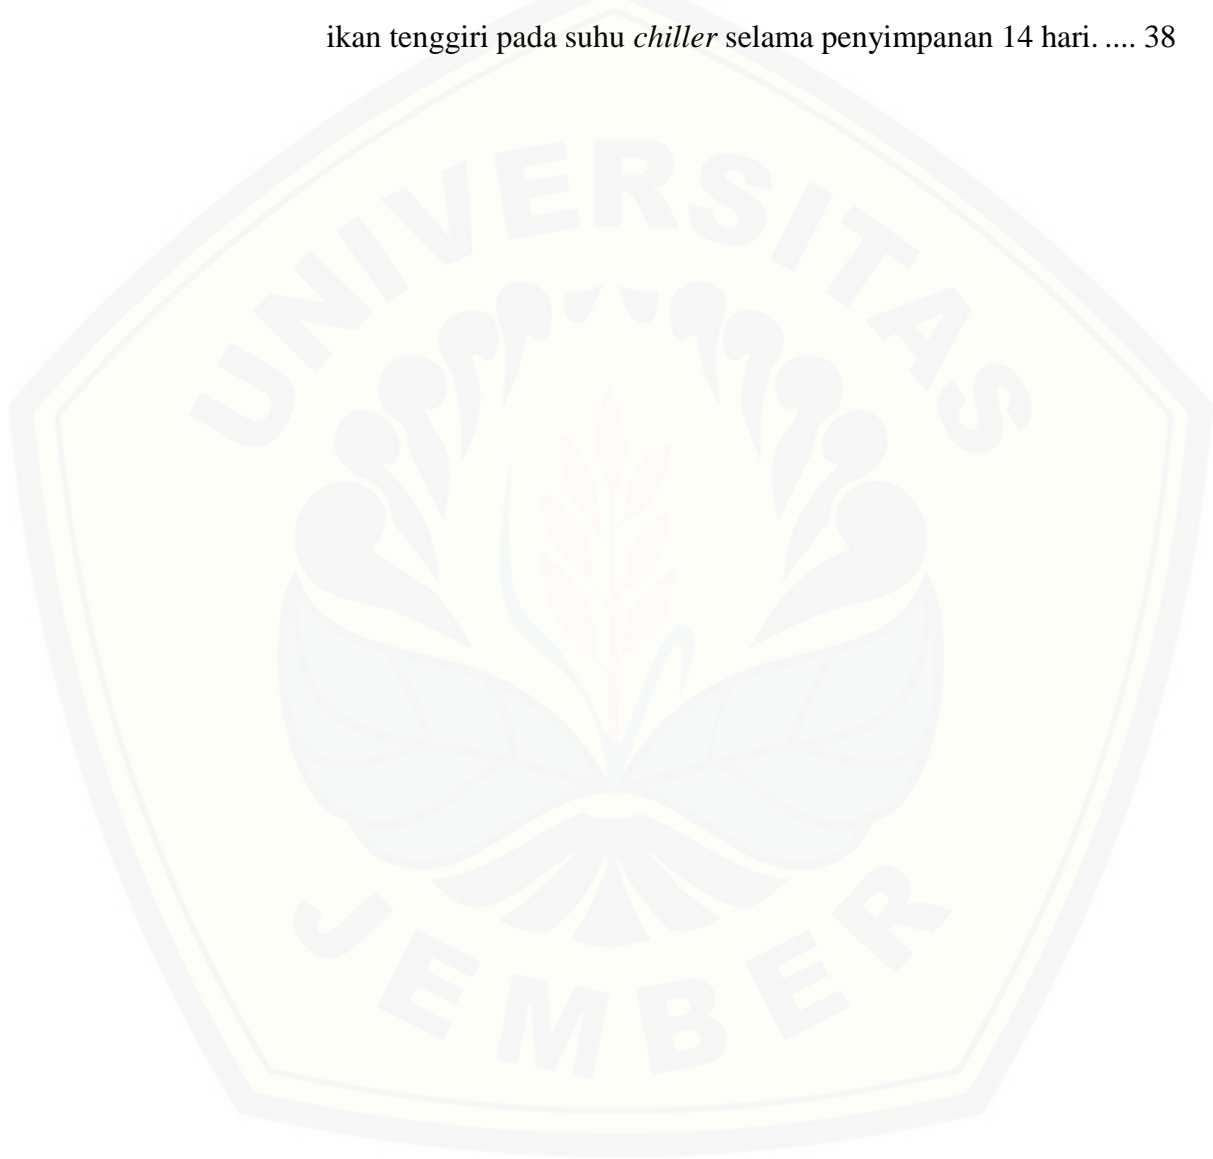 ikan tenggiri pada suhu chiller selama penyimpanan 14 hari. .... 38
UNIVERSITAS
JEMBER